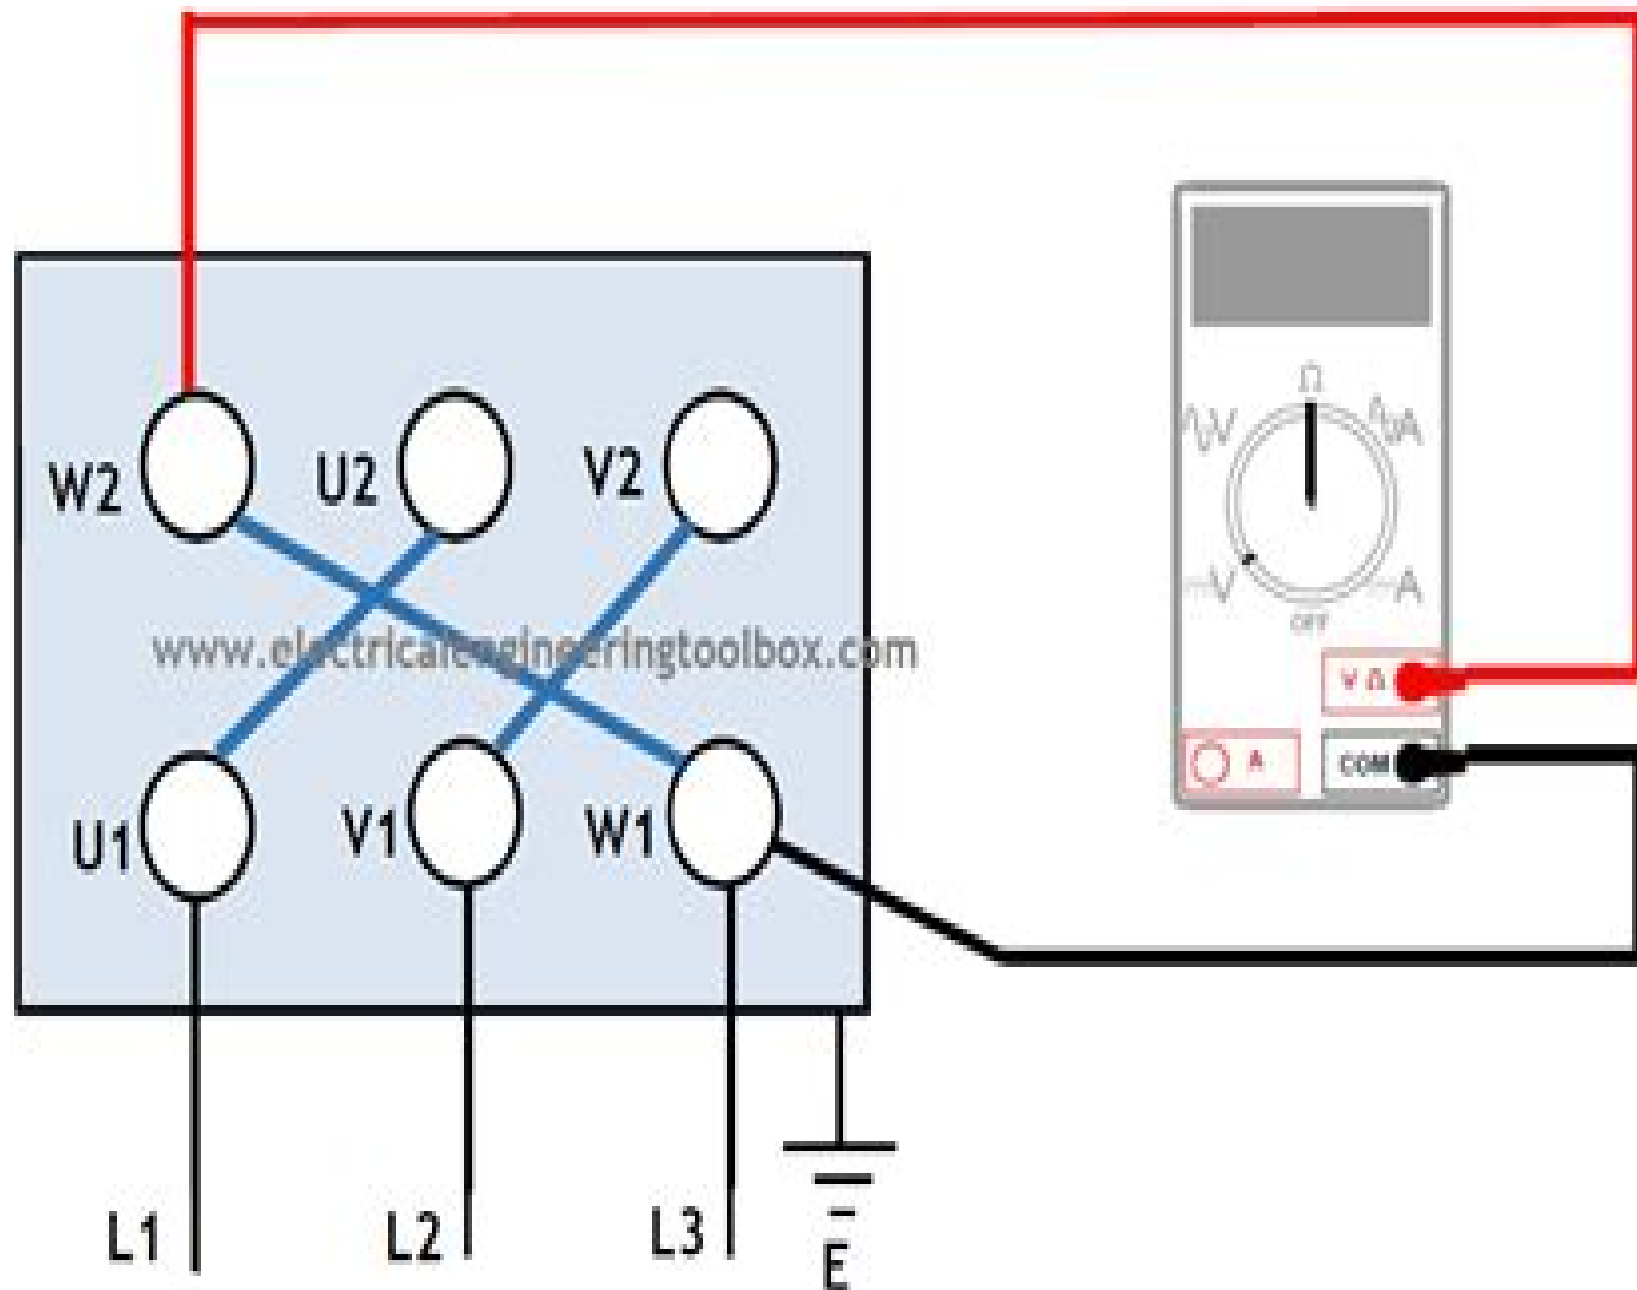 W2 U2 V2
www.electricalengineeringtoolbox.com
U1 V1 W1
L1 L2 L3
E
Ω
V A
V A
OFF
V Ω
A COM